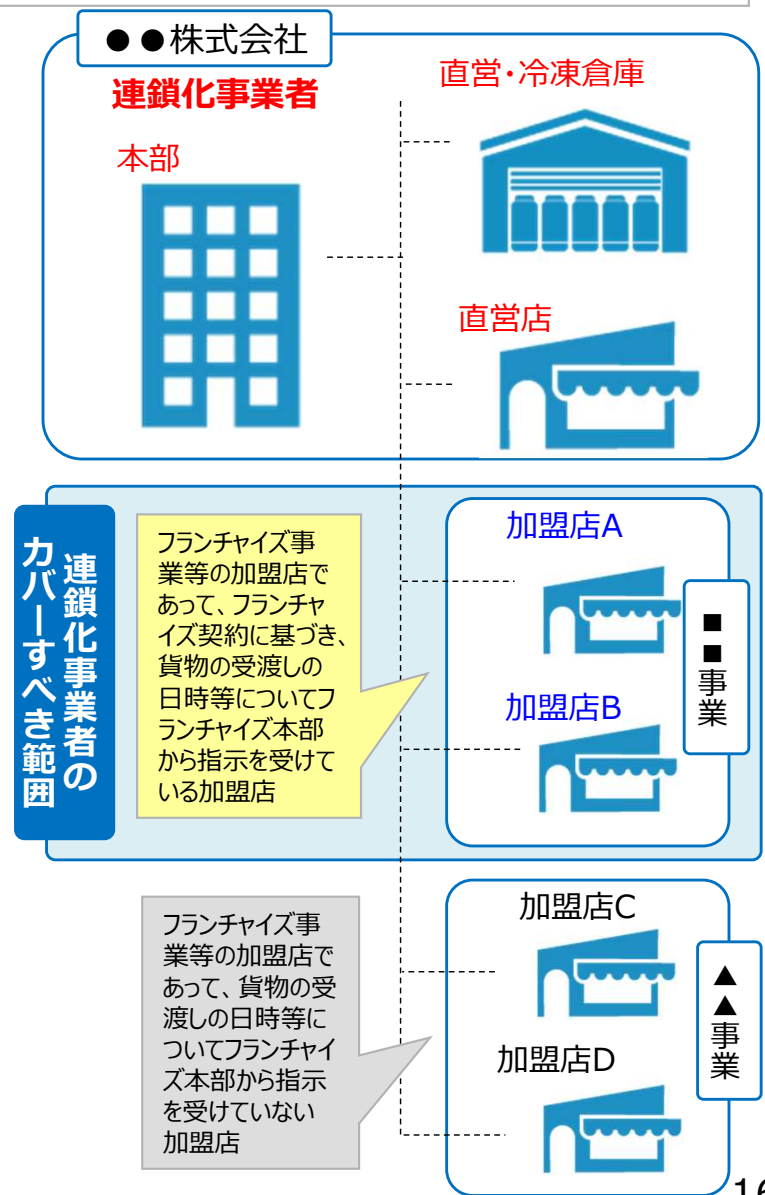 ●●株式会社
連鎖化事業者
本部
直営・冷凍倉庫
直営店
連鎖化事業者の
カバーすべき範囲
フランチャイズ事
業等の加盟店で
あって、フランチャ
イズ契約に基づき、
貨物の受渡しの
日時等についてフ
ランチャイズ本部
から指示を受けて
いる加盟店
加盟店A
加盟店B
■■事業
フランチャイズ事
業等の加盟店で
あって、貨物の受
渡しの日時等に
ついてフランチャイ
ズ本部から指示
を受けていない
加盟店
加盟店C
加盟店D
▲▲事業